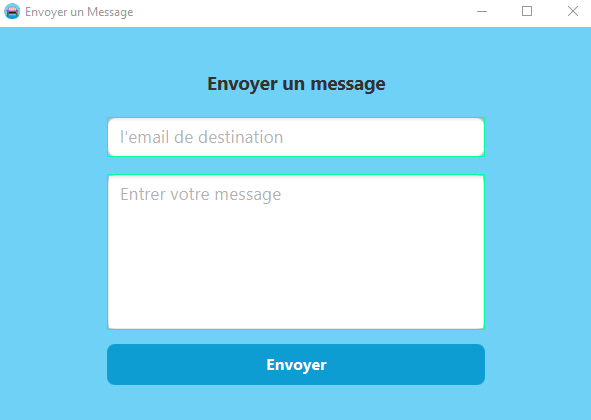 Envoyer un Message
Envoyer un message
l'email de destination
Entrer votre message
Envoyer